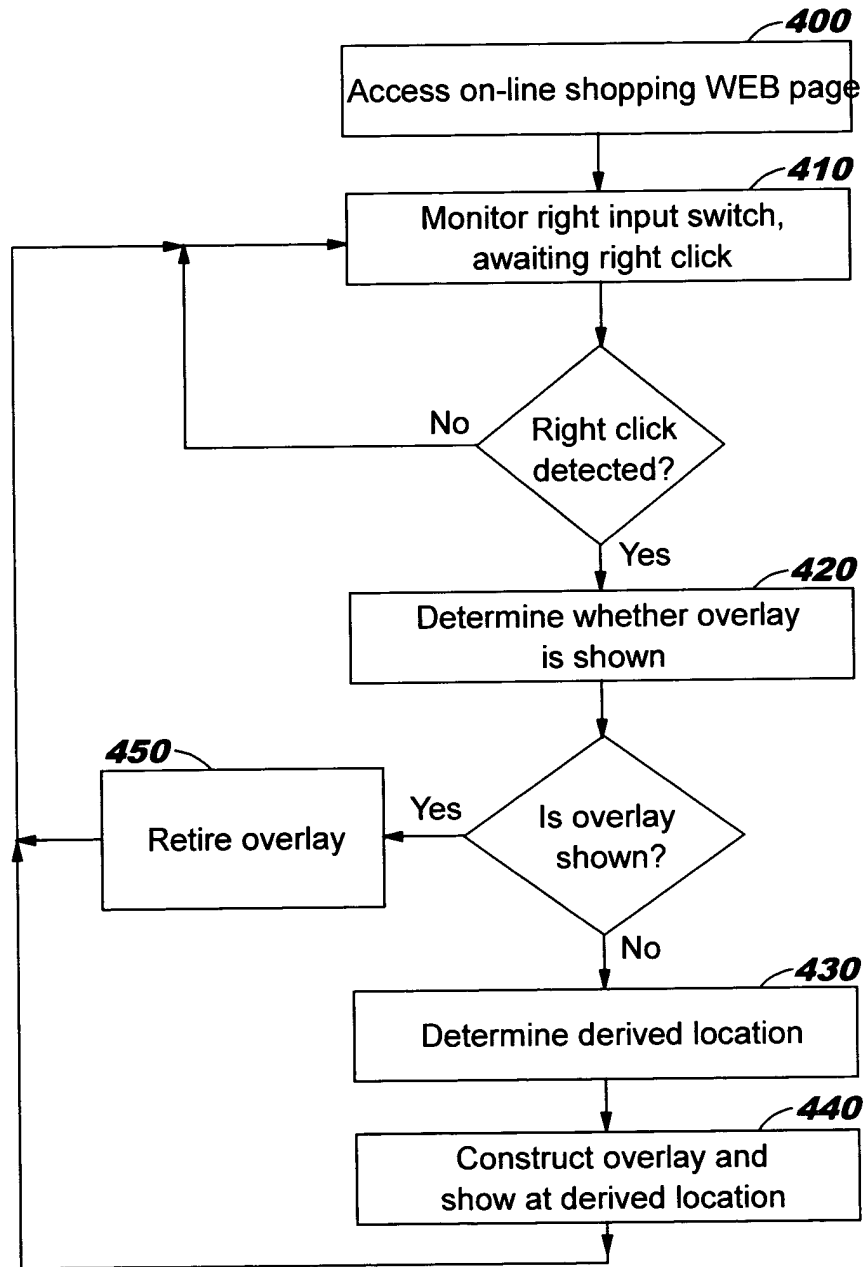 400
Access on-line shopping WEB page
410
Monitor right input switch,
awaiting right click
No
Right click
detected?
Yes
420
Determine whether overlay
is shown
450
Retire overlay
Yes
Is overlay
shown?
No
430
Determine derived location
440
Construct overlay and
show at derived location